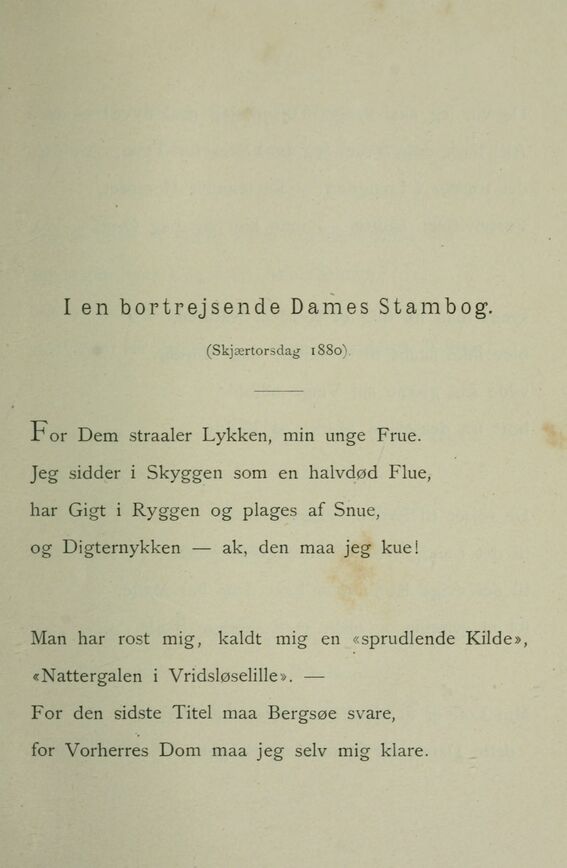 I en bortrejsende Dames Stambog.
(Skjærtorsdag 1880).
For Dem straaler Lykken, min unge Frue.
Jeg sidder i Skyggen som en halvdød Flue,
har Gigt i Ryggen og plages af Snue,
og Digternykken — ak, den maa jeg kue!
Man har rost mig, kaldt mig en «sprudlende Kilde»,
«Nattergalen i Vridsløselille». —
For den sidste Titel maa Bergsøe svare,
for Vorherres Dom maa jeg selv mig klare.